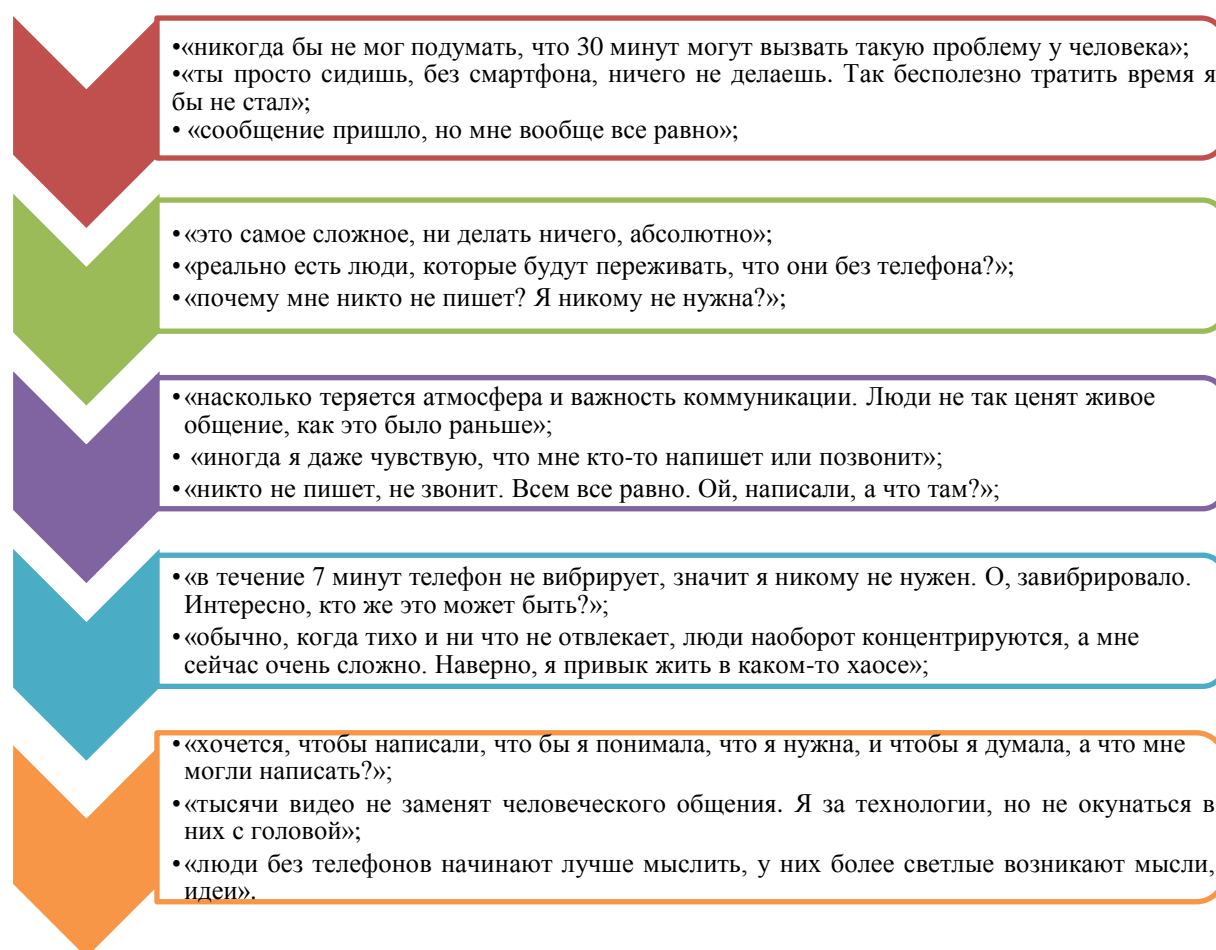 •«никогда бы не мог подумать, что 30 минут могут вызвать такую проблему у человека»;
•«ты просто сидишь, без смартфона, ничего не делаешь. Так бесполезно тратить время я
бы не стал»;
• «сообщение пришло, но мне вообще все равно»;
•«это самое сложное, ни делать ничего, абсолютно»;
•«реально есть люди, которые будут переживать, что они без телефона?»;
•«почему мне никто не пишет? Я никому не нужна?»;
•«насколько теряется атмосфера и важность коммуникации. Люди не так ценят живое
общение, как это было раньше»;
• «иногда я даже чувствую, что мне кто-то напишет или позвонит»;
•«никто не пишет, не звонит. Всем все равно. Ой, написали, а что там?»;
•«в течение 7 минут телефон не вибрирует, значит я никому не нужен. О, завибрировало.
Интересно, кто же это может быть?»;
•«обычно, когда тихо и ни что не отвлекает, люди наоборот концентрируются, а мне
сейчас очень сложно. Наверно, я привык жить в каком-то хаосе»;
•«хочется, чтобы написали, что бы я понимала, что я нужна, и чтобы я думала, а что мне
могли написать?»;
•«тысячи видео не заменят человеческого общения. Я за технологии, но не окунаться в
них с головой»;
•«люди без телефонов начинают лучше мыслить, у них более светлые возникают мысли,
идеи».